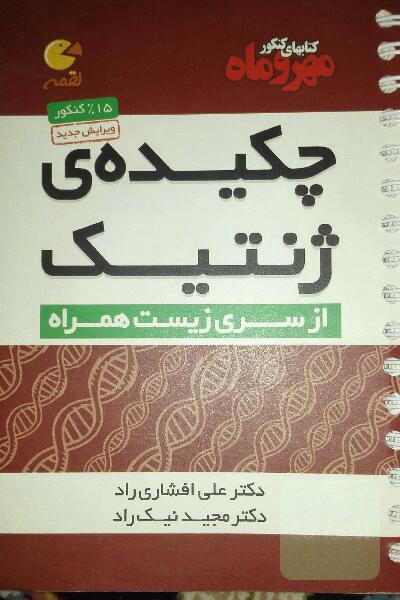 کتابهای کنکور
مهروماه
لقمه
۱۵٪ کنکور
ویرایش جدید
چکیده‌ی
ژنتیک
از سری زیست همراه
دکتر علی افشاری راد
دکتر مجید نیک راد